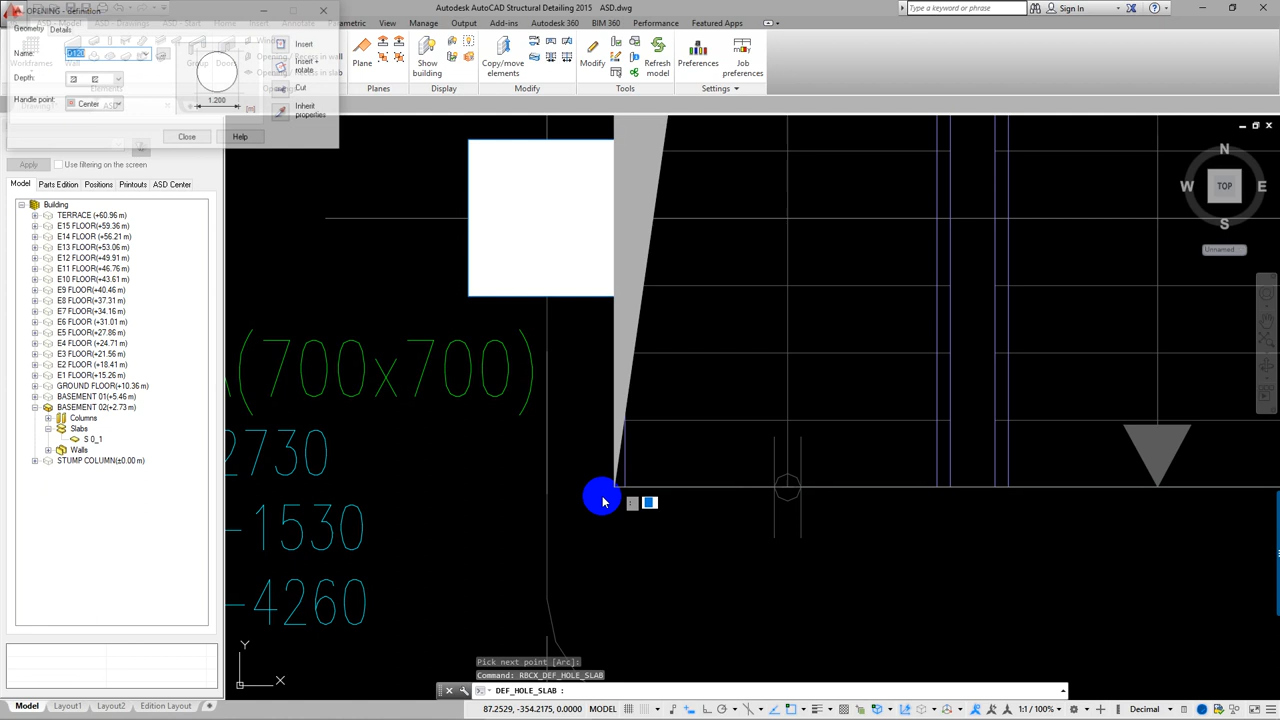 Autodesk AutoCAD Structural Detailing 2015 ASD.dwg
Type a keyword or phrase
Sign In
OPENING - definition
Parametric View Manage Output Add-ins Autodesk 360 BIM 360 Performance Featured Apps
Geometry Details
Name:
Depth:
Handle point: Center
1.200
[m]
Insert
Insert + rotate
Cut
Inherit properties
Close Help
Workframes
Elements
Plane
Planes
Show building
Display
Copy/move elements
Modify
Modify
Refresh model
Tools
Preferences
Job preferences
Settings
Apply
Use filtering on the screen
Model Parts Edition Positions Printouts ASD Center
Building
TERRACE (+60.96 m)
E15 FLOOR(+59.36 m)
E14 FLOOR (+56.21 m)
E13 FLOOR(+53.06 m)
E12 FLOOR(+49.91 m)
E11 FLOOR(+46.76 m)
E10 FLOOR(+43.61 m)
E9 FLOOR(+40.46 m)
E8 FLOOR(+37.31 m)
E7 FLOOR(+34.16 m)
E6 FLOOR (+31.01 m)
E5 FLOOR(+27.86 m)
E4 FLOOR (+24.71 m)
E3 FLOOR(+21.56 m)
E2 FLOOR(+18.41 m)
E1 FLOOR(+15.26 m)
GROUND FLOOR(+10.36 m)
BASEMENT 01(+5.46 m)
BASEMENT 02(+2.73 m)
Columns
Slabs
S 0_1
Walls
STUMP COLUMN(±0.00 m)
(700x700)
2730
-1530
-4260
N
W TOP E
S
Unnamed
Y
X
Pick next point [Arc]:
Command: RBCX_DEF_HOLE_SLAB
DEF_HOLE_SLAB :
Model Layout1 Layout2 Edition Layout
87.2529, -354.2175, 0.0000 MODEL
1:1 / 100%
Decimal